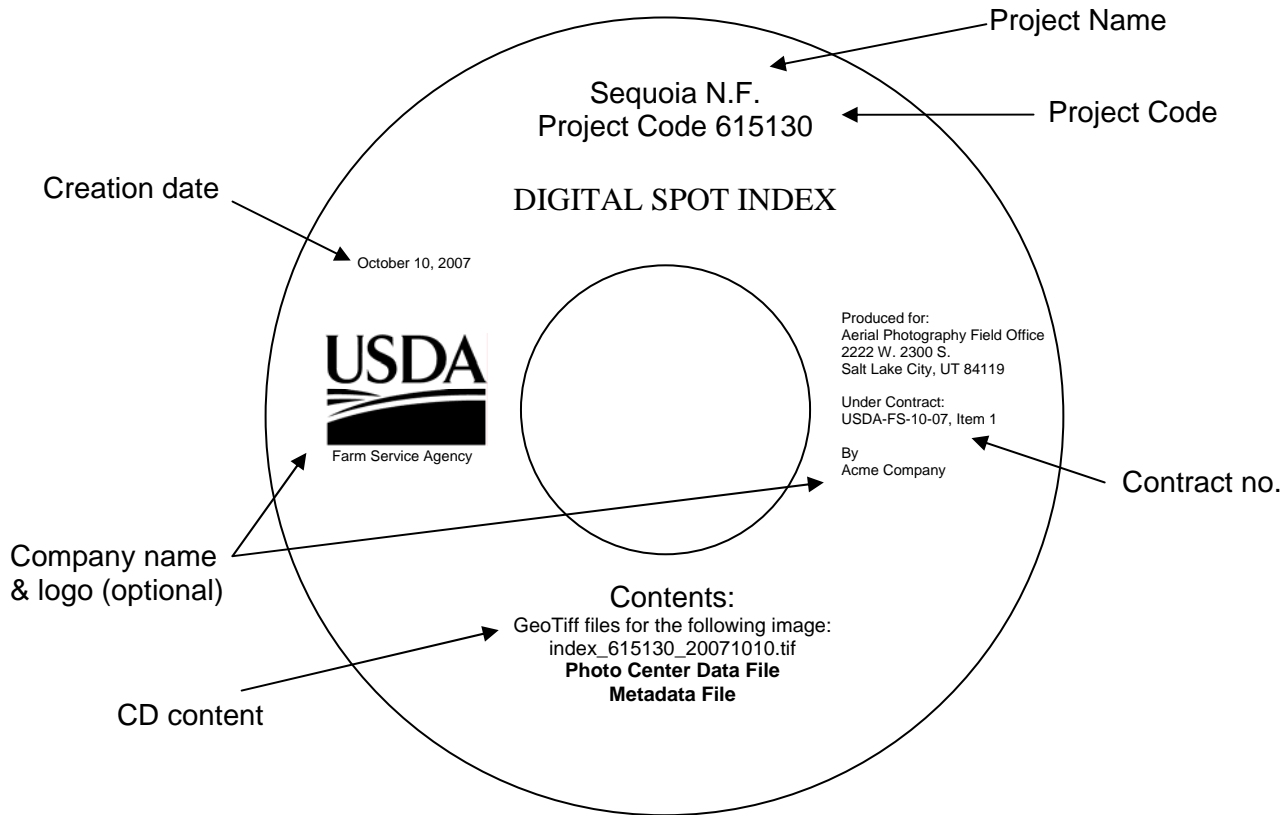 Project Name
Sequoia N.F.
Project Code 615130
Project Code
Creation date
DIGITAL SPOT INDEX
October 10, 2007
USDA
Farm Service Agency
Produced for:
Aerial Photography Field Office
2222 W. 2300 S.
Salt Lake City, UT 84119
Under Contract:
USDA-FS-10-07, Item 1
By
Acme Company
Contract no.
Company name
& logo (optional)
Contents:
GeoTiff files for the following image:
index_615130_20071010.tif
Photo Center Data File
Metadata File
CD content